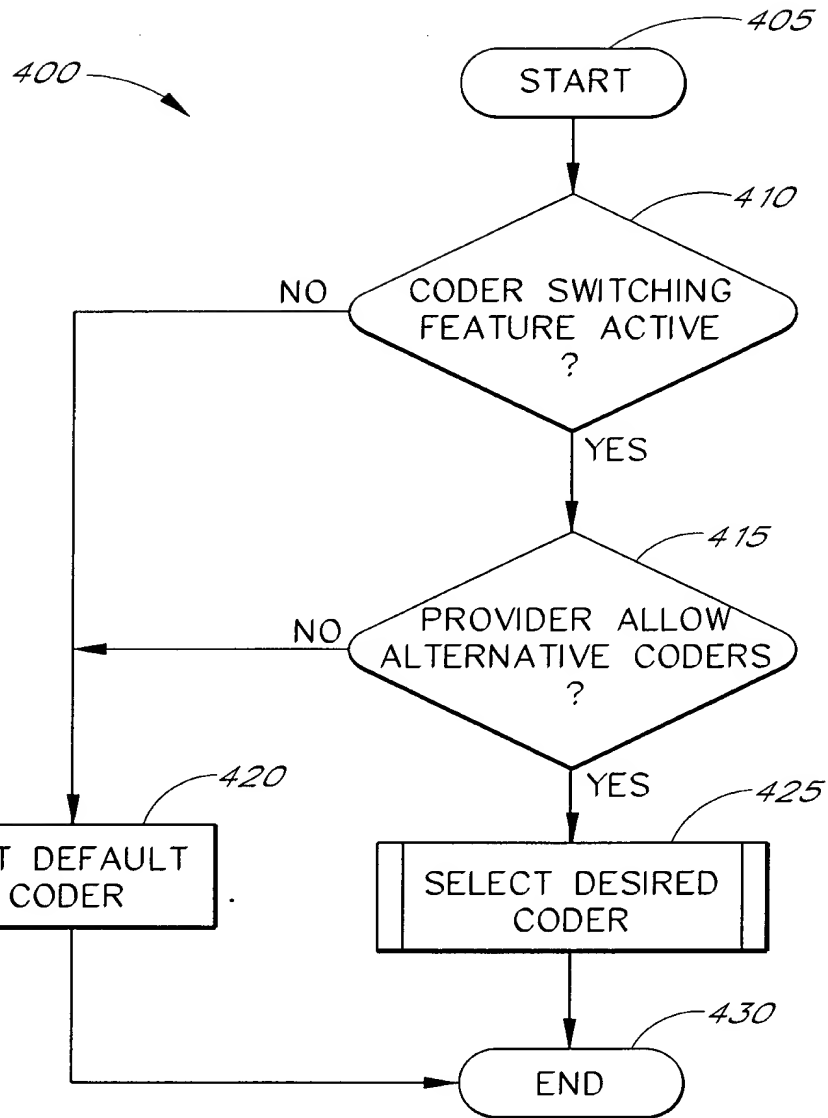 405
400
START
410
NO
CODER SWITCHING
FEATURE ACTIVE
?
YES
415
NO
PROVIDER ALLOW
ALTERNATIVE CODERS
?
YES
420
425
DEFAULT
CODER
SELECT DESIRED
CODER
430
END